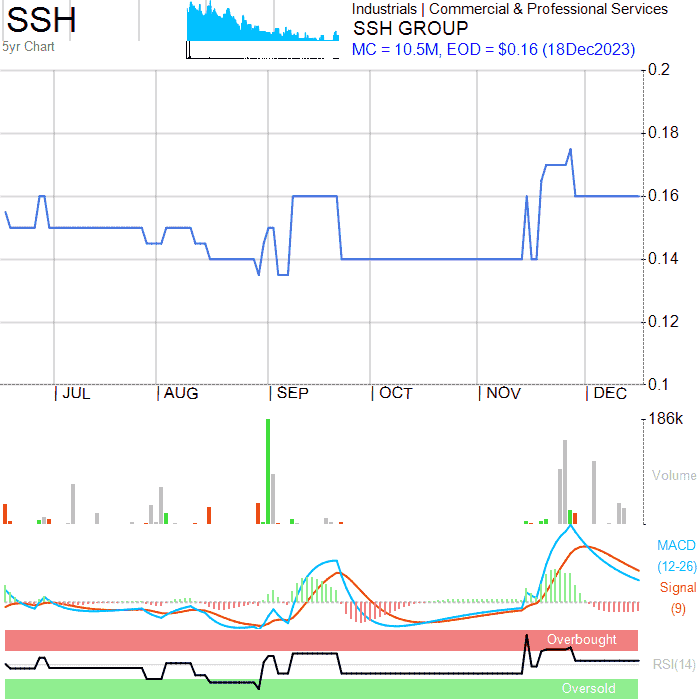 SSH
5yr Chart
Industrials | Commercial & Professional Services
SSH GROUP
MC = 10.5M, EOD = $0.16 (18Dec2023)
0.2
0.18
0.16
0.14
0.12
0.1
JUL AUG SEP OCT NOV DEC
186k
Volume
MACD
(12-26)
Signal
(9)
Overbought
RSI(14)
Oversold